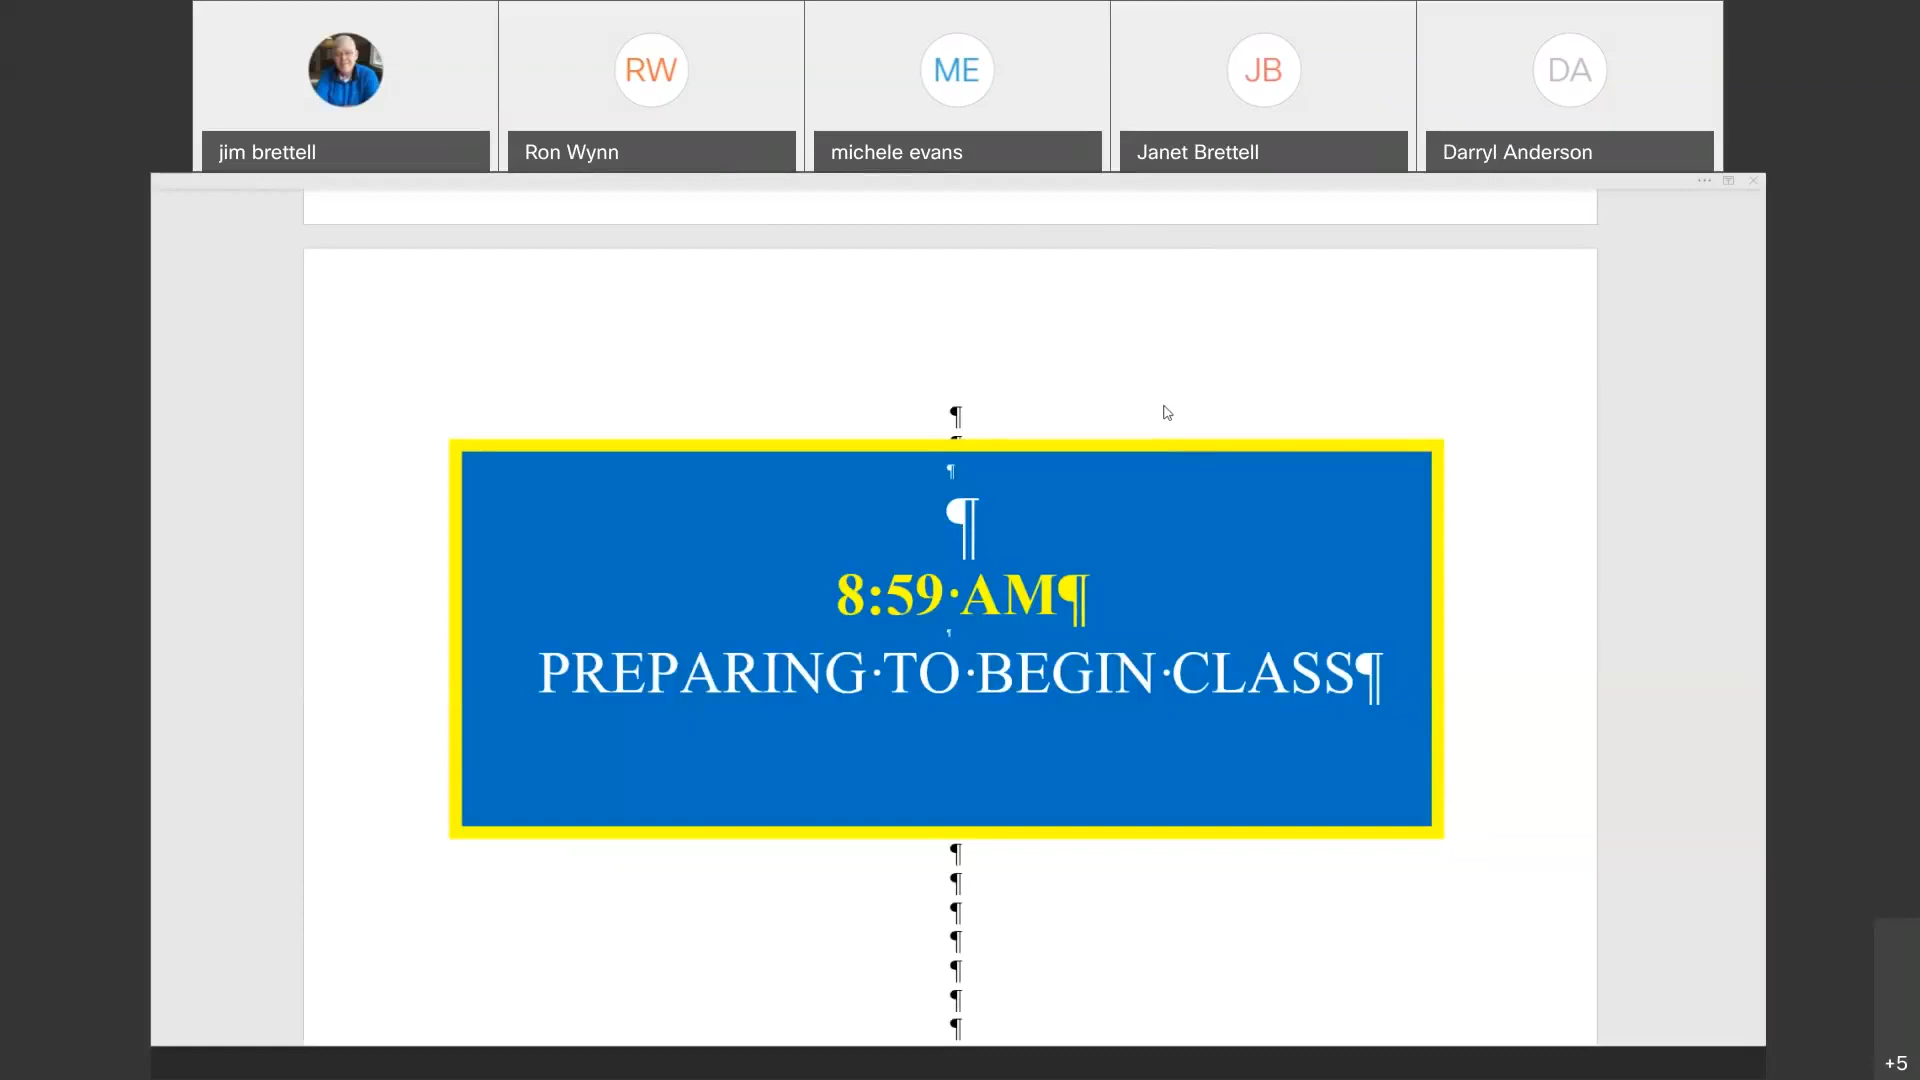 RW
ME
JB
DA
jim brettell
Ron Wynn
michele evans
Janet Brettell
Darryl Anderson
¶
¶
¶
8:59·AM¶
¶
PREPARING·TO·BEGIN·CLASS¶
¶
¶
¶
¶
¶
¶
¶
+5